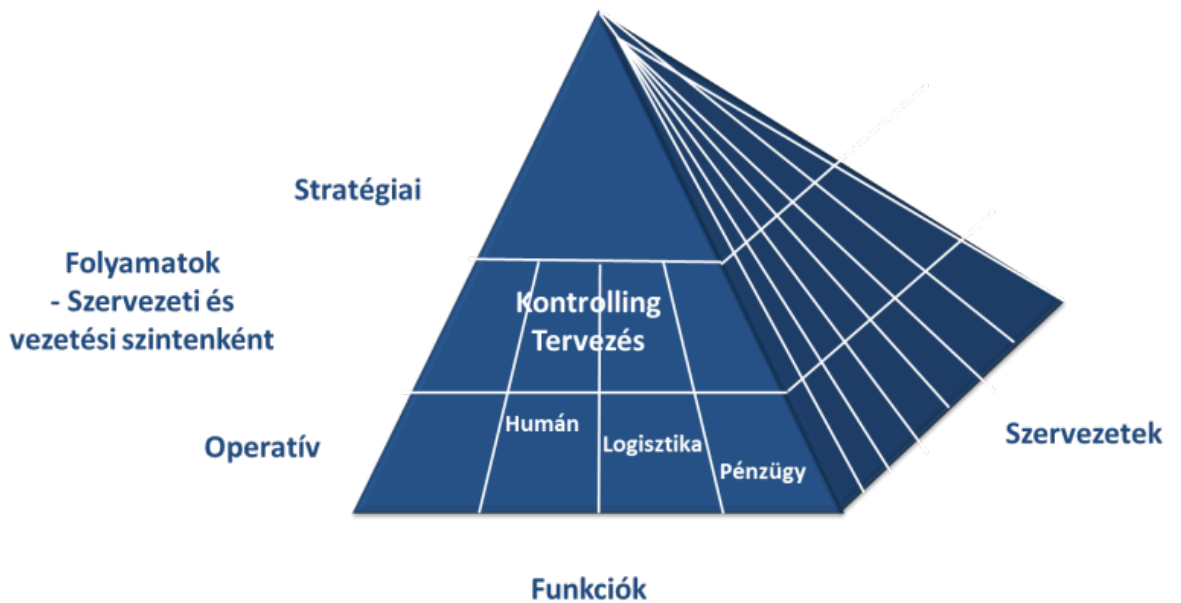 Stratégiai
Folyamatok
- Szervezeti és
vezetési szintenként
Kontrolling
Tervezés
Operatív
Humán
Logisztika
Pénzügy
Szervezetek
Funkciók